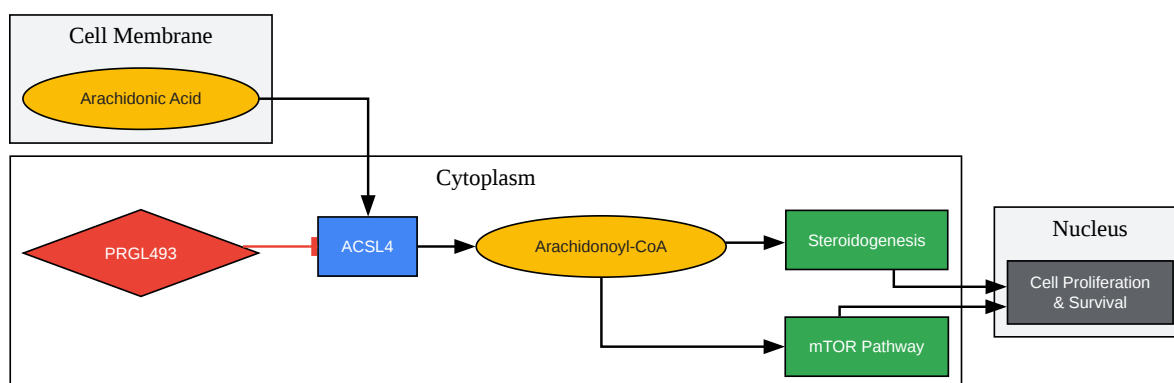 Cell Membrane
Arachidonic Acid
Cytoplasm
PRGL493
ACSL4
Arachidonoyl-CoA
Steroidogenesis
mTOR Pathway
Nucleus
Cell Proliferation
& Survival